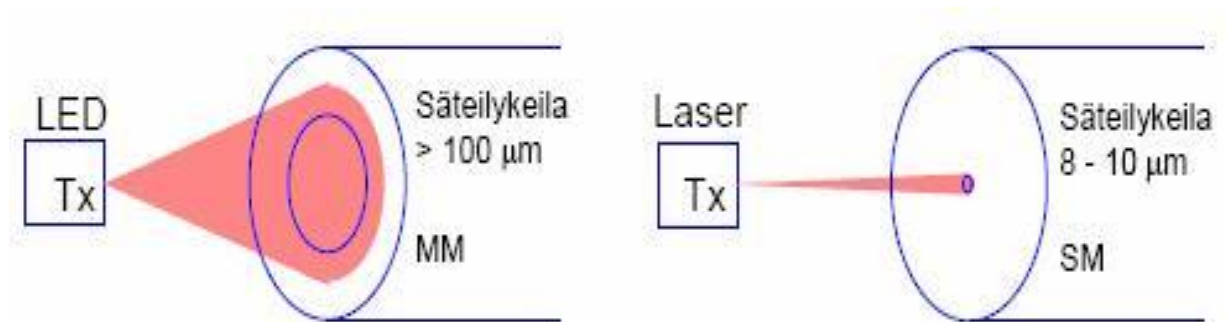 LED
Tx
Säteilykeila
> 100 μm
MM
Laser
Tx
Säteilykeila
8 - 10 μm
SM